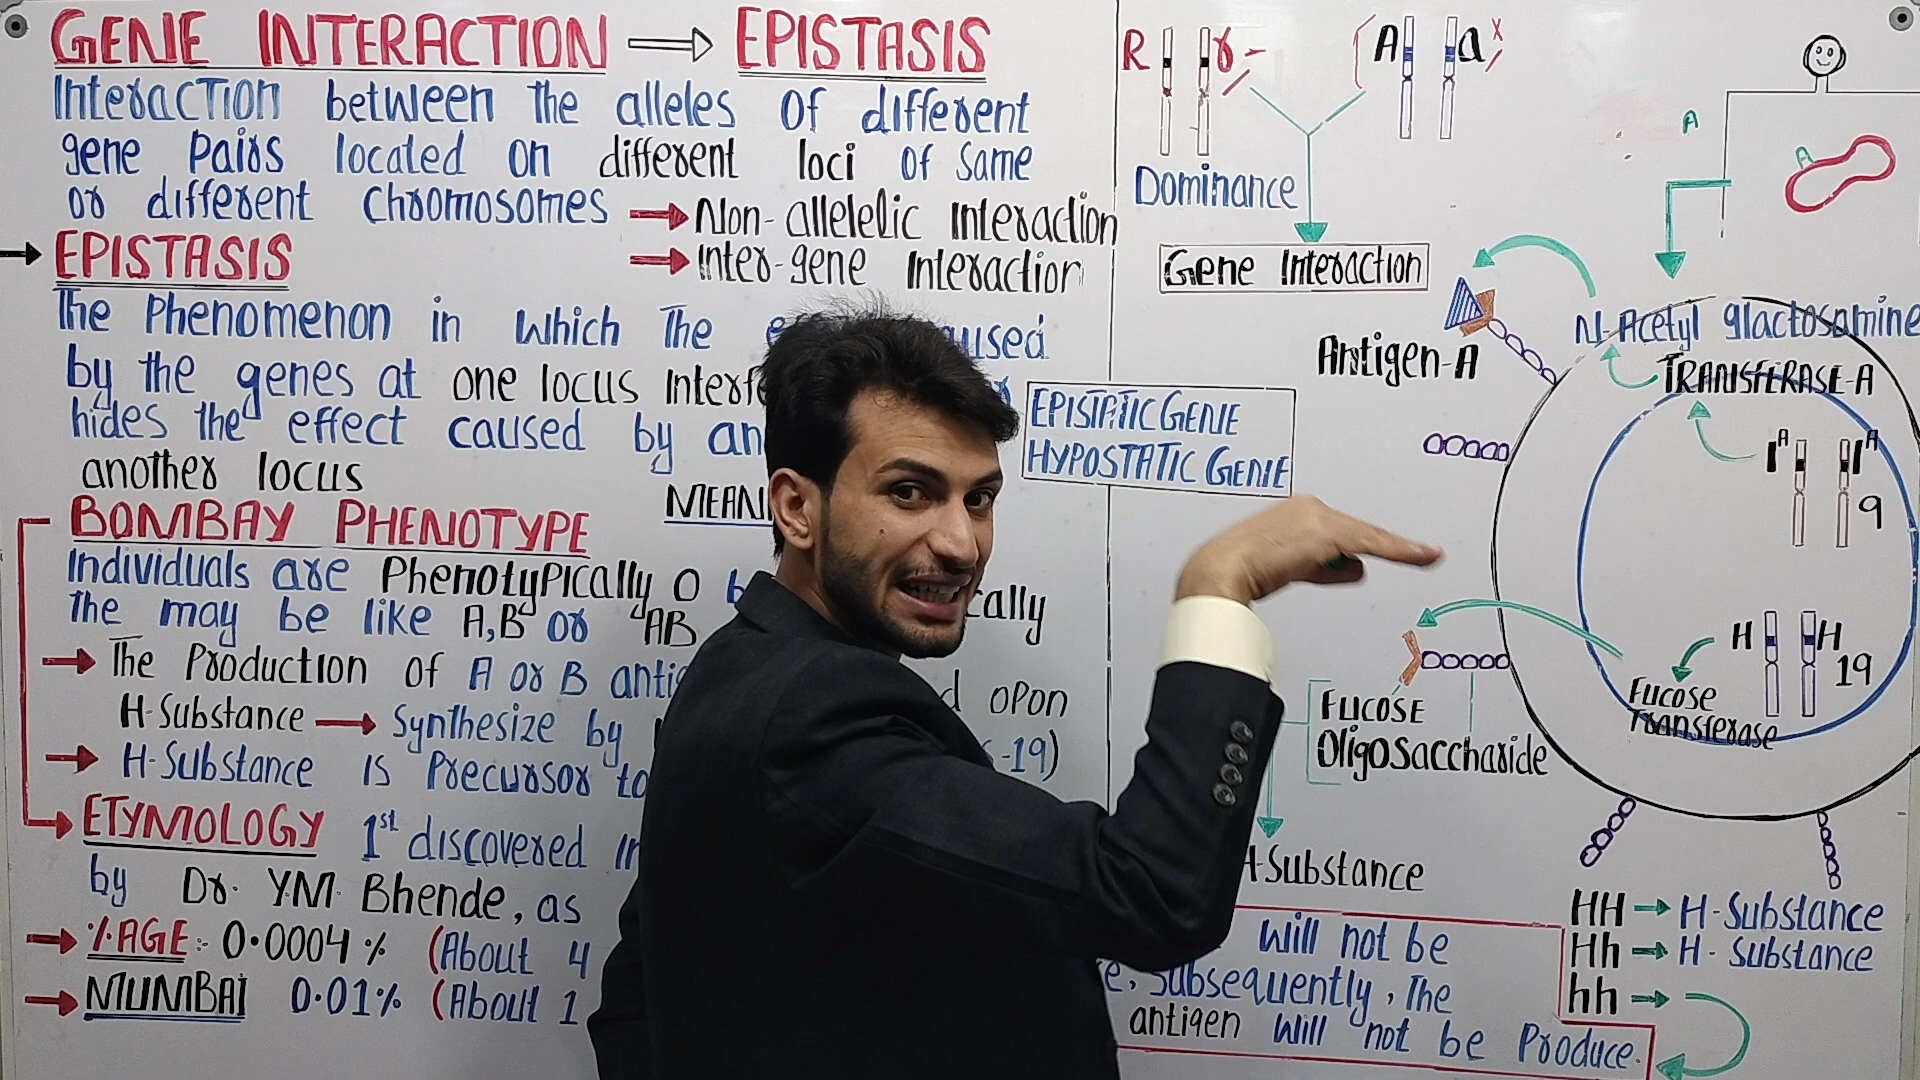 GENE INTERACTION → EPISTASIS
Interaction between the alleles of different
gene pairs located on different loci of same
or different chromosomes → Non-allelelic interaction
→ Inter-gene interaction
→ EPISTASIS
The Phenomenon in which the
by the genes at one locus
hides the effect caused by
another locus
BOMBAY PHENOTYPE
Individuals are Phenotypically O
the may be like A,B or AB
→ The Production of A or B
opon
H-Substance → Synthesize by
-19)
→ H-Substance is Precursor to
ETYMOLOGY 1st discovered in
by Dr. Y.M. Bhende, as
→ %AGE:- 0.0004 % (About 4
→ MUMBAI 0.01% (About 1
R r
A a
Dominance
Gene Interaction
A
A
Antigen-A
N-Acetyl glactosamine
TRANSFERASE-A
EPISTATIC GENE
HYPOSTATIC GENE
IA IA
9
H H
19
Fucose
Transferase
FUCOSE
OligoSaccharide
-Substance
HH → H-Substance
Hh → H-Substance
hh →
will not be
Subsequently, The
antigen will not be Produce.